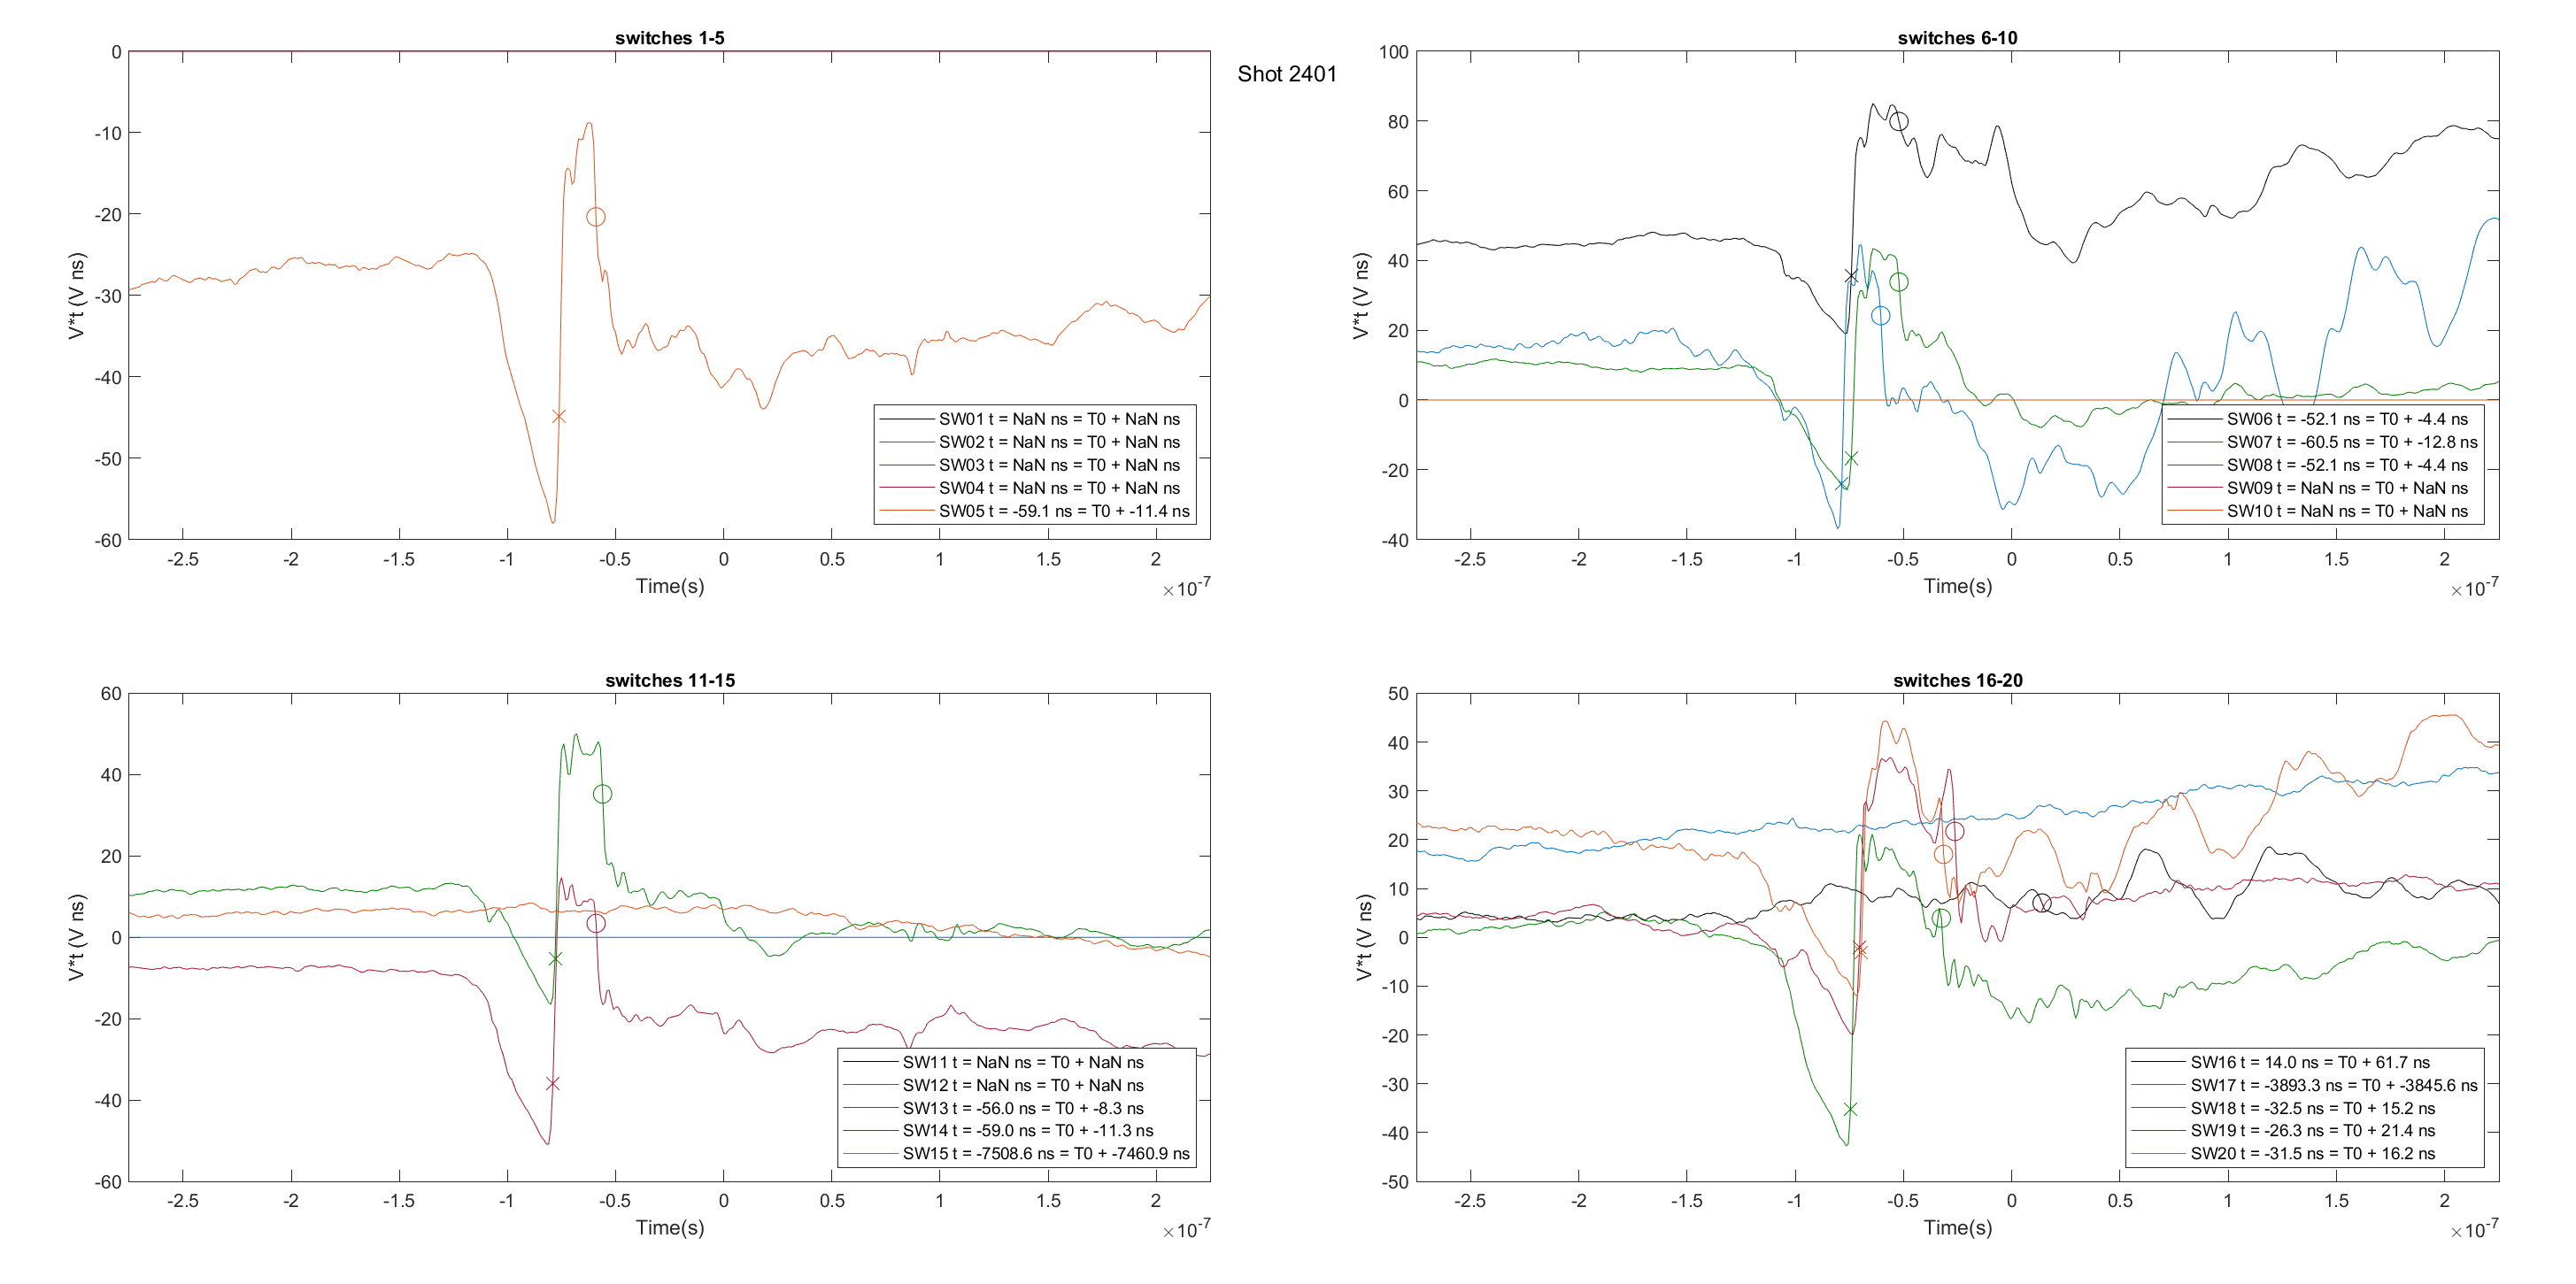 Shot 2401
switches 1-5
0
-10
-20
-30
-40
-50
-60
V*t (V ns)
-2.5 -2 -1.5 -1 -0.5 0 0.5 1 1.5 2
Time(s)
×10-7
SW01 t = NaN ns = T0 + NaN ns
SW02 t = NaN ns = T0 + NaN ns
SW03 t = NaN ns = T0 + NaN ns
SW04 t = NaN ns = T0 + NaN ns
SW05 t = -59.1 ns = T0 + -11.4 ns
switches 6-10
100
80
60
40
20
0
-20
-40
V*t (V ns)
-2.5 -2 -1.5 -1 -0.5 0 0.5 1 1.5 2
Time(s)
×10-7
SW06 t = -52.1 ns = T0 + -4.4 ns
SW07 t = -60.5 ns = T0 + -12.8 ns
SW08 t = -52.1 ns = T0 + -4.4 ns
SW09 t = NaN ns = T0 + NaN ns
SW10 t = NaN ns = T0 + NaN ns
switches 11-15
60
40
20
0
-20
-40
-60
V*t (V ns)
-2.5 -2 -1.5 -1 -0.5 0 0.5 1 1.5 2
Time(s)
×10-7
SW11 t = NaN ns = T0 + NaN ns
SW12 t = NaN ns = T0 + NaN ns
SW13 t = -56.0 ns = T0 + -8.3 ns
SW14 t = -59.0 ns = T0 + -11.3 ns
SW15 t = -7508.6 ns = T0 + -7460.9 ns
switches 16-20
50
40
30
20
10
0
-10
-20
-30
-40
-50
V*t (V ns)
-2.5 -2 -1.5 -1 -0.5 0 0.5 1 1.5 2
Time(s)
×10-7
SW16 t = 14.0 ns = T0 + 61.7 ns
SW17 t = -3893.3 ns = T0 + -3845.6 ns
SW18 t = -32.5 ns = T0 + 15.2 ns
SW19 t = -26.3 ns = T0 + 21.4 ns
SW20 t = -31.5 ns = T0 + 16.2 ns